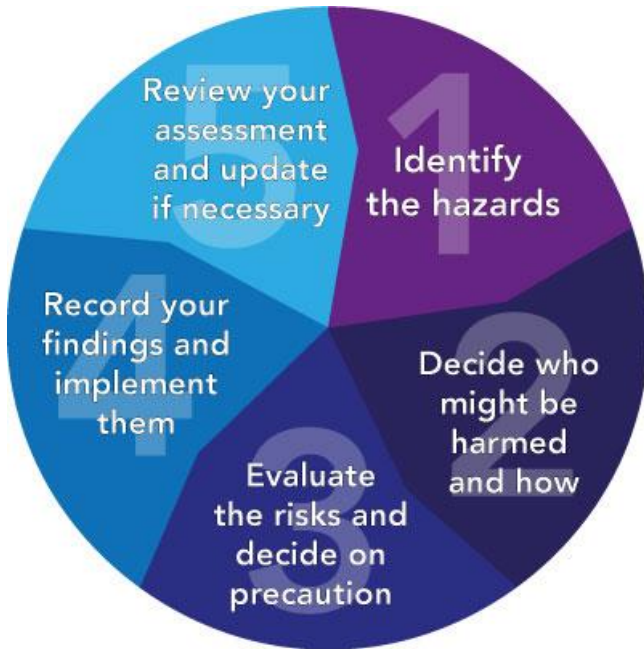 1
Identify
the hazards
2
Decide who
might be
harmed
and how
3
Evaluate
the risks and
decide on
precaution
4
Record your
findings and
implement
them
5
Review your
assessment
and update
if necessary